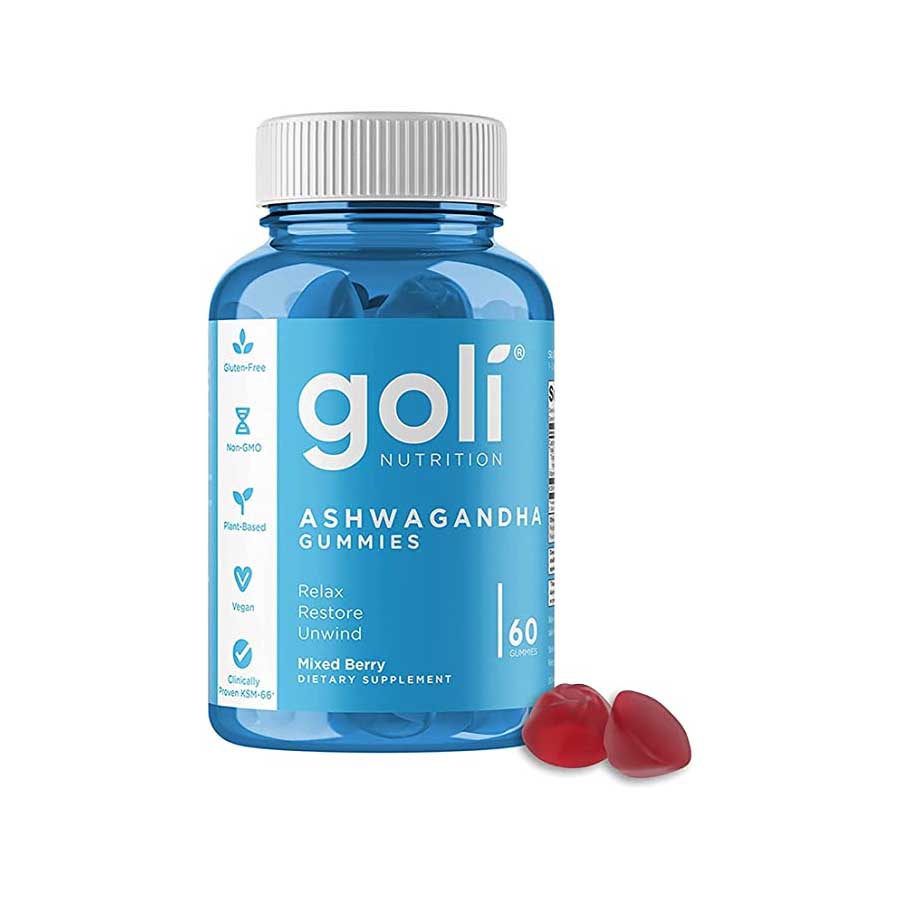 goli®
NUTRITION
ASHWAGANDHA
GUMMIES
Relax
Restore
Unwind
Mixed Berry
DIETARY SUPPLEMENT
60
GUMMIES
Gluten-Free
Non-GMO
Plant-Based
Vegan
Clinically
Proven KSM-66®